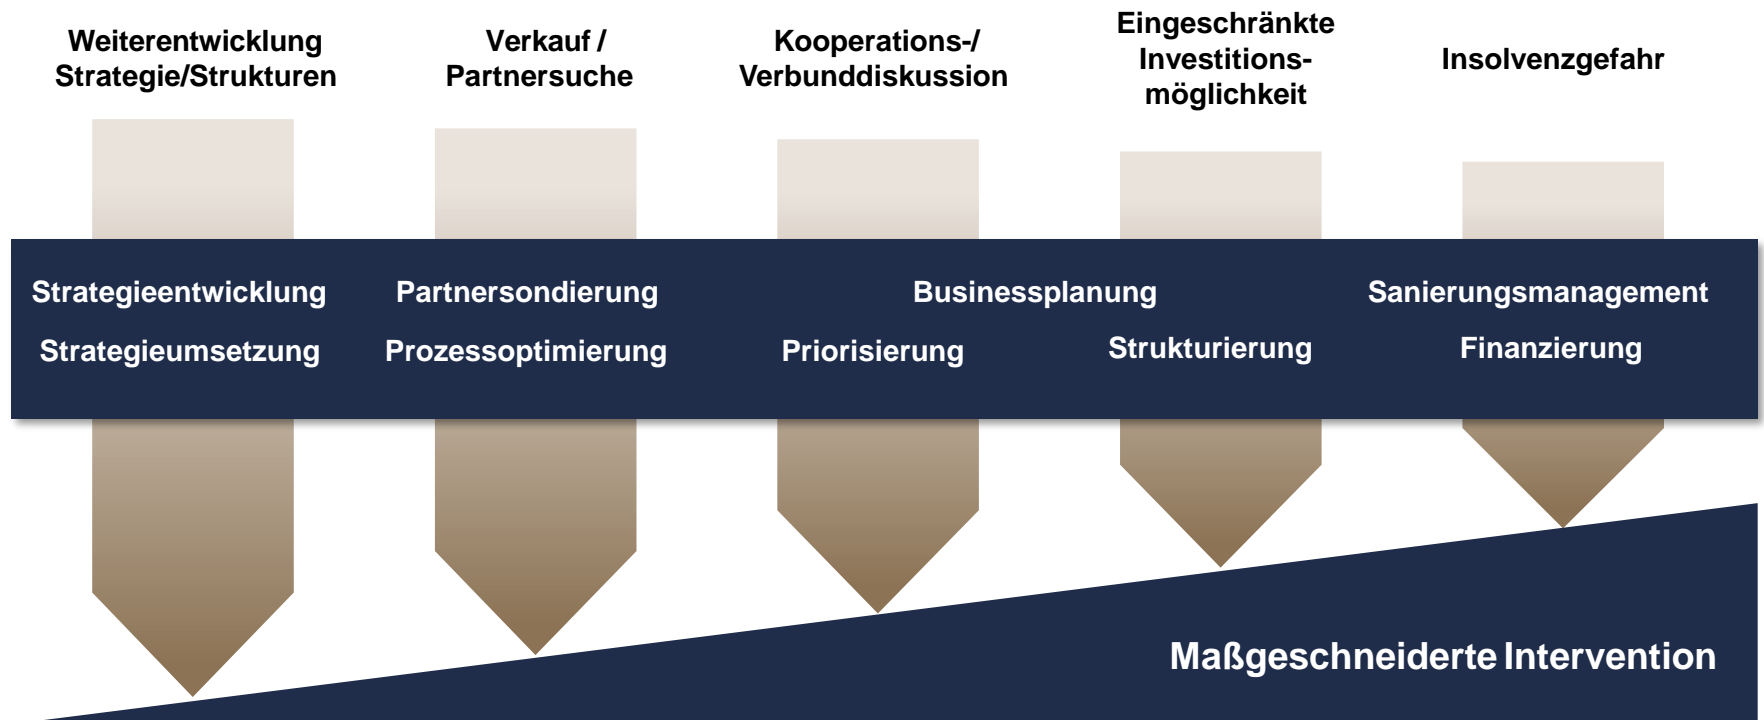 Weiterentwicklung
Strategie/Strukturen
Verkauf /
Partnersuche
Kooperations-/
Verbunddiskussion
Eingeschränkte
Investitions-
möglichkeit
Insolvenzgefahr
Strategieentwicklung
Partnersondierung
Businessplanung
Sanierungsmanagement
Strategieumsetzung
Prozessoptimierung
Priorisierung
Strukturierung
Finanzierung
Maßgeschneiderte Intervention